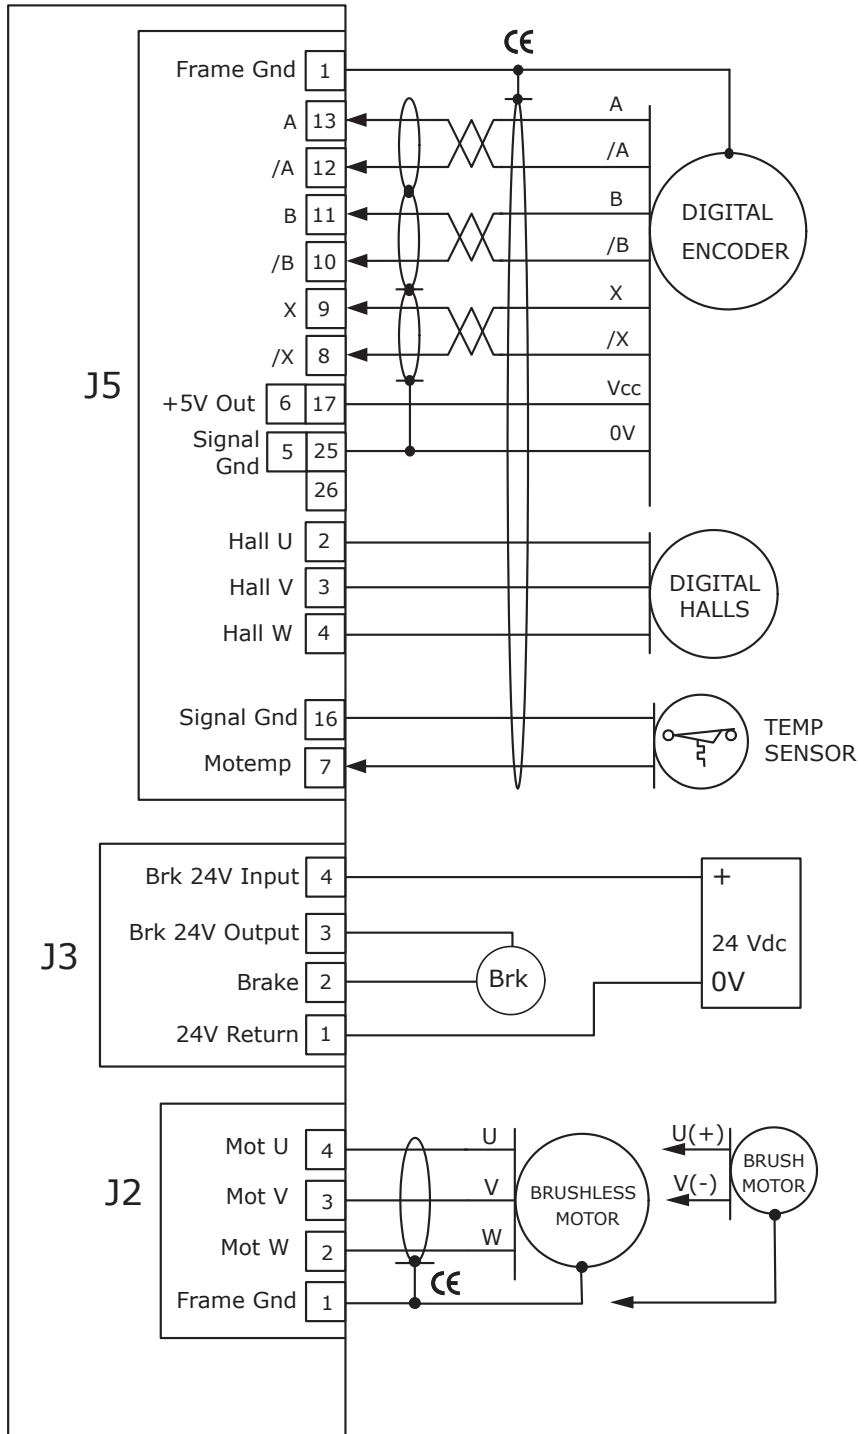 CE
Frame Gnd 1
A 13 A
/A 12 /A
B 11 B
/B 10 /B
DIGITAL
ENCODER
X 9 X
/X 8 /X
J5
+5V Out 6 17 Vcc
Signal
Gnd 5 25 0V
26
Hall U 2
Hall V 3
Hall W 4
DIGITAL
HALLS
Signal Gnd 16
Motemp 7
TEMP
SENSOR
J3
Brk 24V Input 4 +
Brk 24V Output 3
24 Vdc
Brake 2 Brk 0V
24V Return 1
J2
Mot U 4 U
Mot V 3 V
Mot W 2 W
Frame Gnd 1
CE
BRUSHLESS
MOTOR
U(+)
V(-)
BRUSH
MOTOR